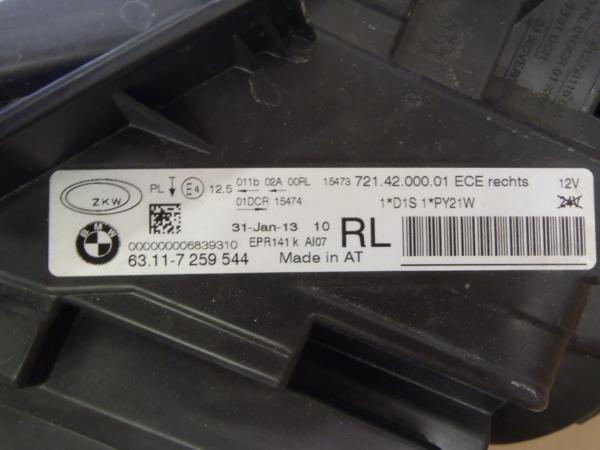 ZKW
PL T E4 12.5 011b 02A 00RL 15473 721.42.000.01 ECE rechts 12V
01DCR 15474 1*D1S 1*PY21W 24V
BMW
31-Jan-13 10 RL
000000006839310 EPR141 k AI07
63.11-7 259 544 Made in AT